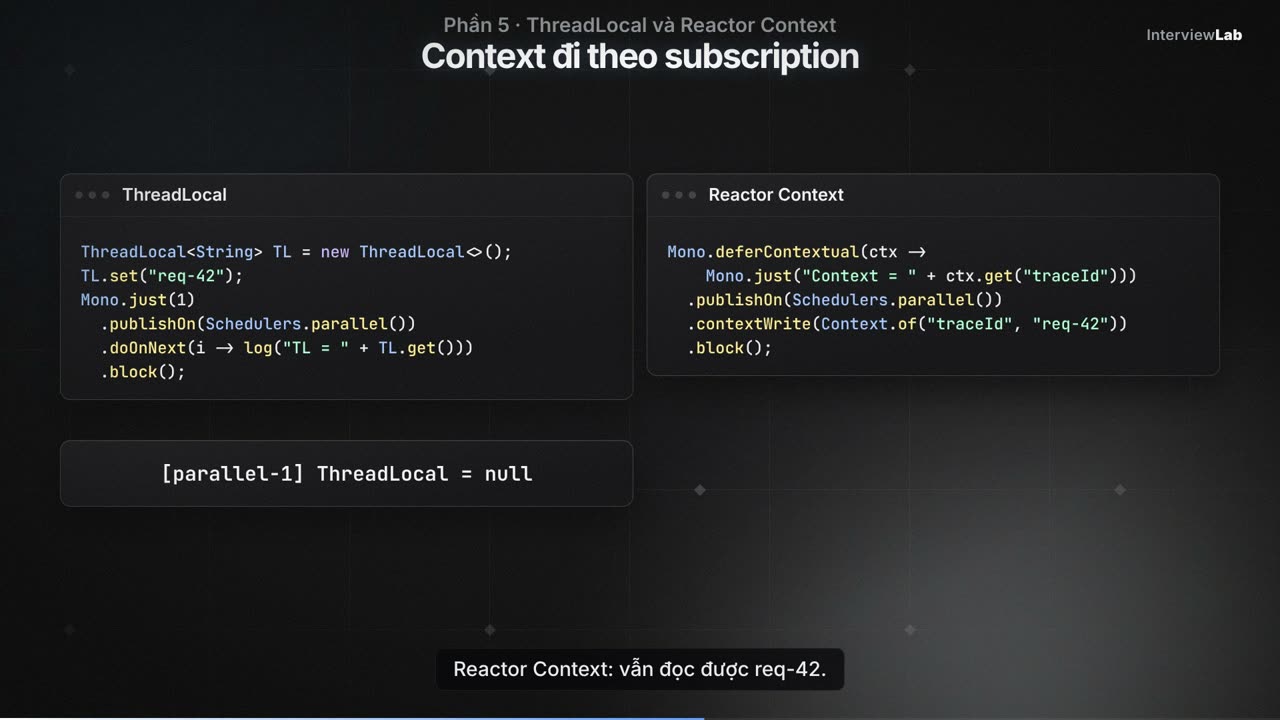 Phần 5 · ThreadLocal và Reactor Context
Context đi theo subscription
InterviewLab
ThreadLocal
ThreadLocal<String> TL = new ThreadLocal<>();
TL.set("req-42");
Mono.just(1)
  .publishOn(Schedulers.parallel())
  .doOnNext(i -> log("TL = " + TL.get()))
  .block();
[parallel-1] ThreadLocal = null
Reactor Context
Mono.deferContextual(ctx ->
    Mono.just("Context = " + ctx.get("traceId")))
  .publishOn(Schedulers.parallel())
  .contextWrite(Context.of("traceId", "req-42"))
  .block();
Reactor Context: vẫn đọc được req-42.